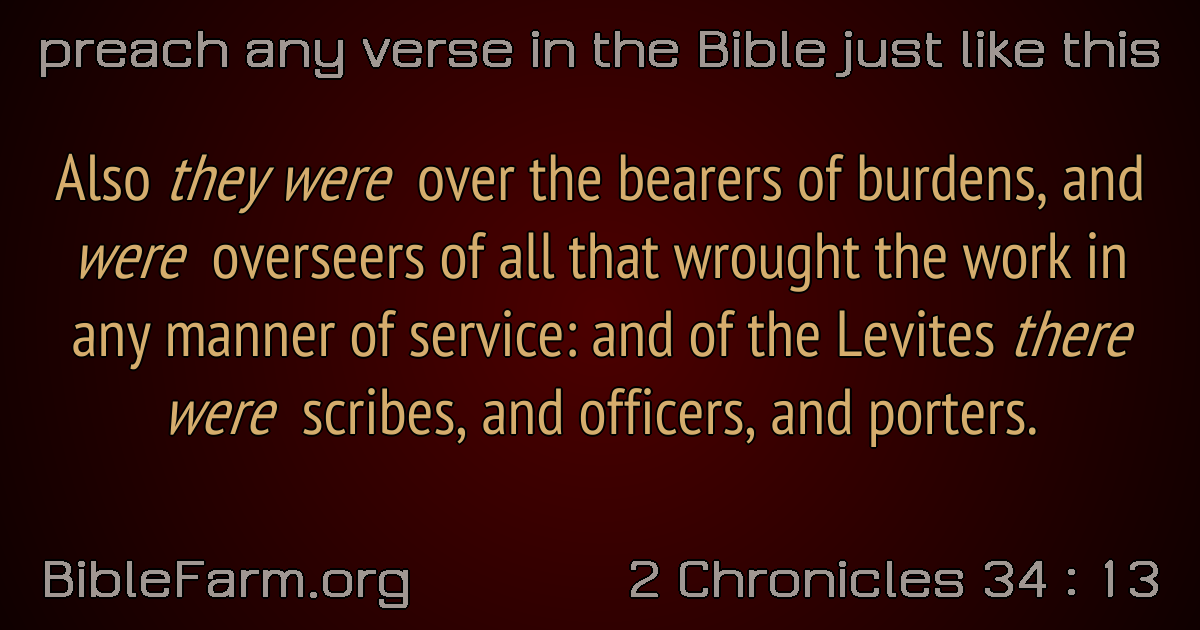 preach any verse in the Bible just like this
Also they were over the bearers of burdens, and
were overseers of all that wrought the work in
any manner of service: and of the Levites there
were scribes, and officers, and porters.
BibleFarm.org
2 Chronicles 34 : 13